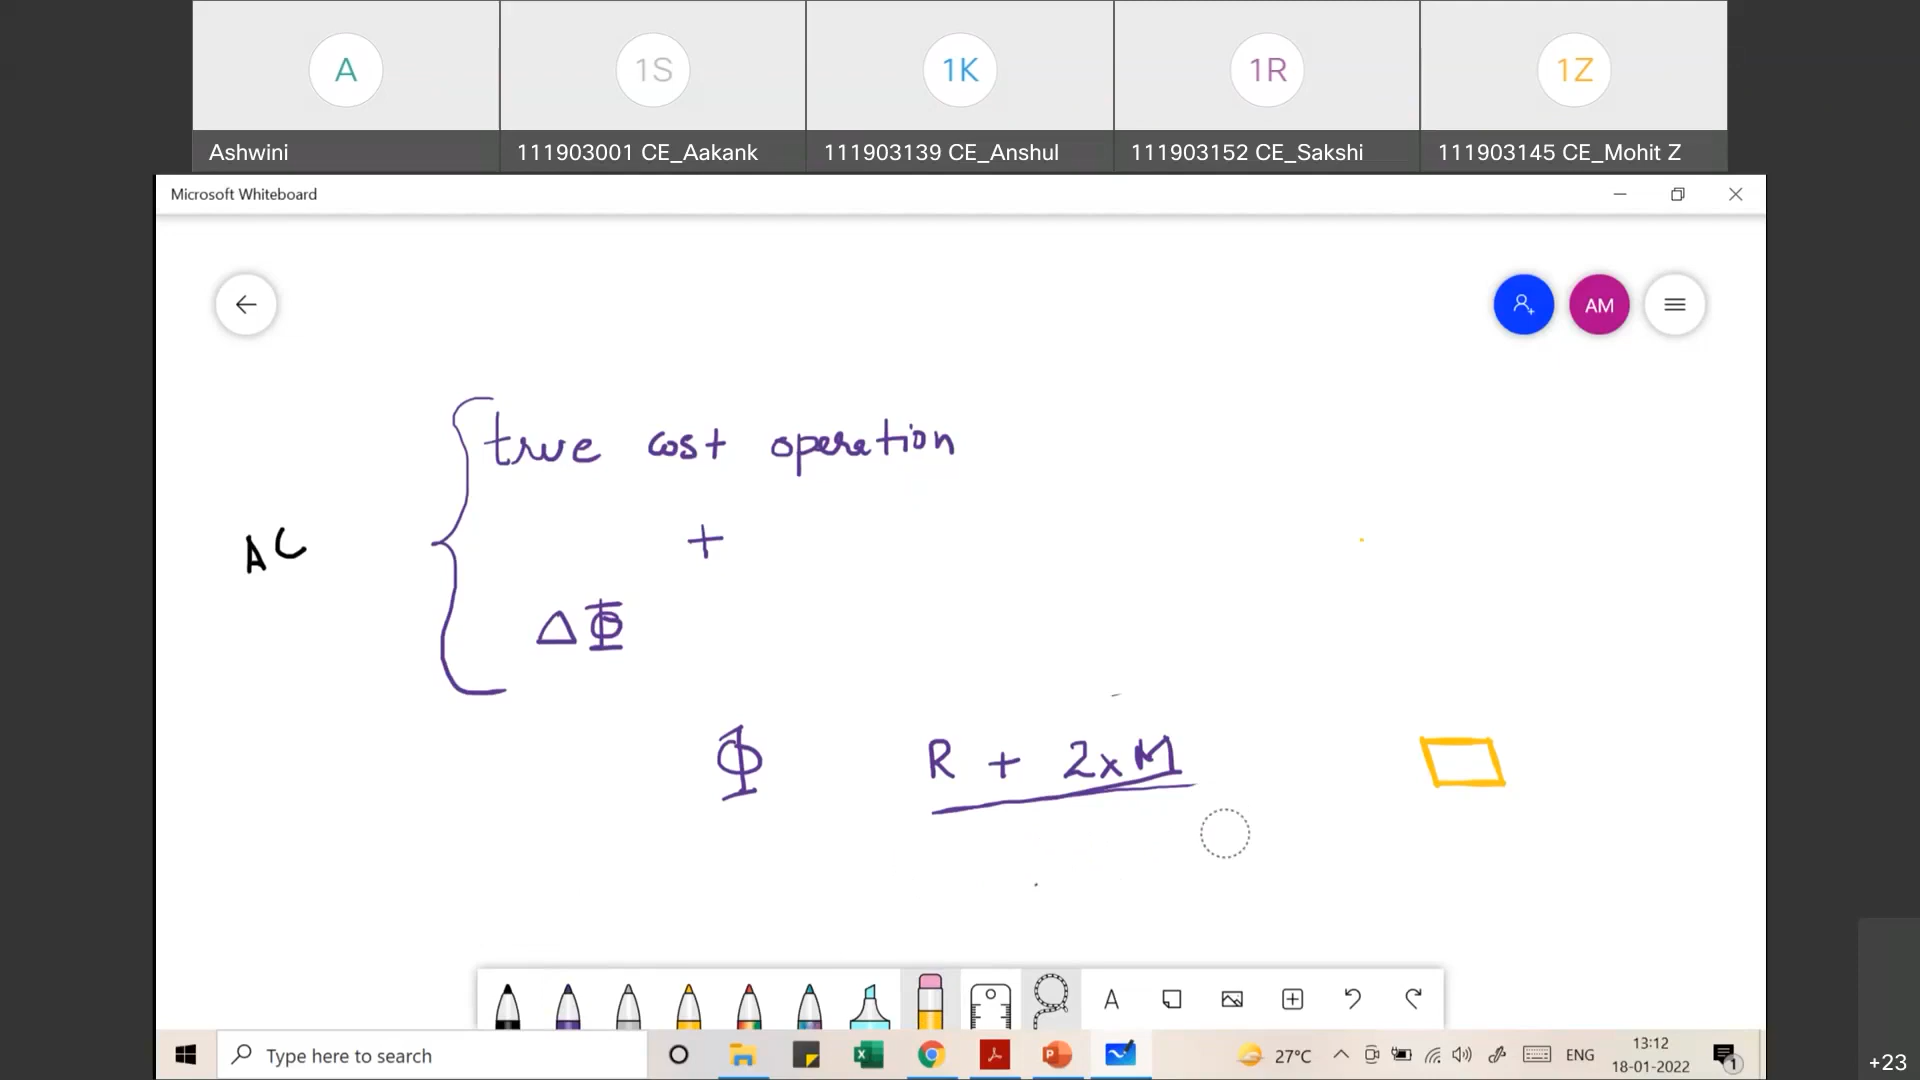 A 1S 1K 1R 1Z
Ashwini 111903001 CE_Aakank 111903139 CE_Anshul 111903152 CE_Sakshi 111903145 CE_Mohit Z
Microsoft Whiteboard
AM
true cost operation
AC
+
ΔΦ
Φ R + 2xM
A
Type here to search
27°C
ENG
13:12
18-01-2022
1
+23